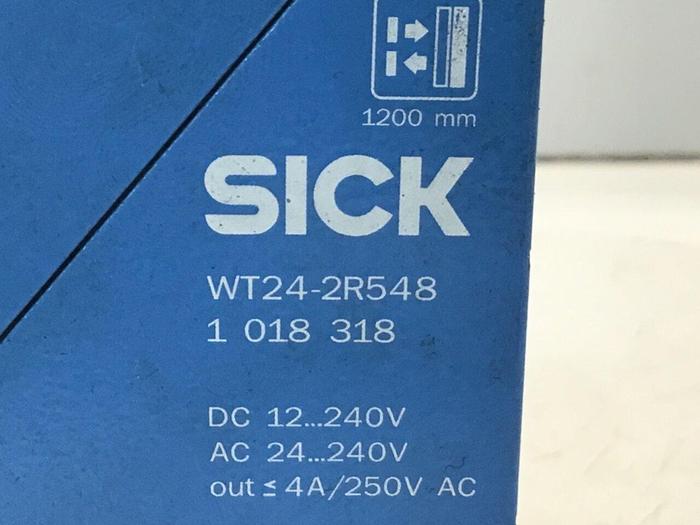 1200 mm
SICK
WT24-2R548
1 018 318
DC 12...240V
AC 24...240V
out ≤ 4A/250V AC